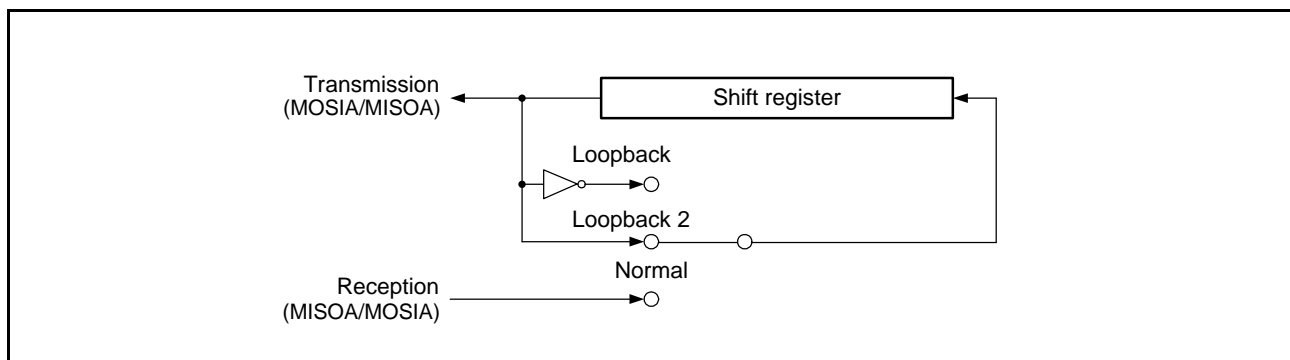 Transmission
(MOSIA/MISOA)
Shift register
Loopback
Loopback 2
Normal
Reception
(MISOA/MOSIA)